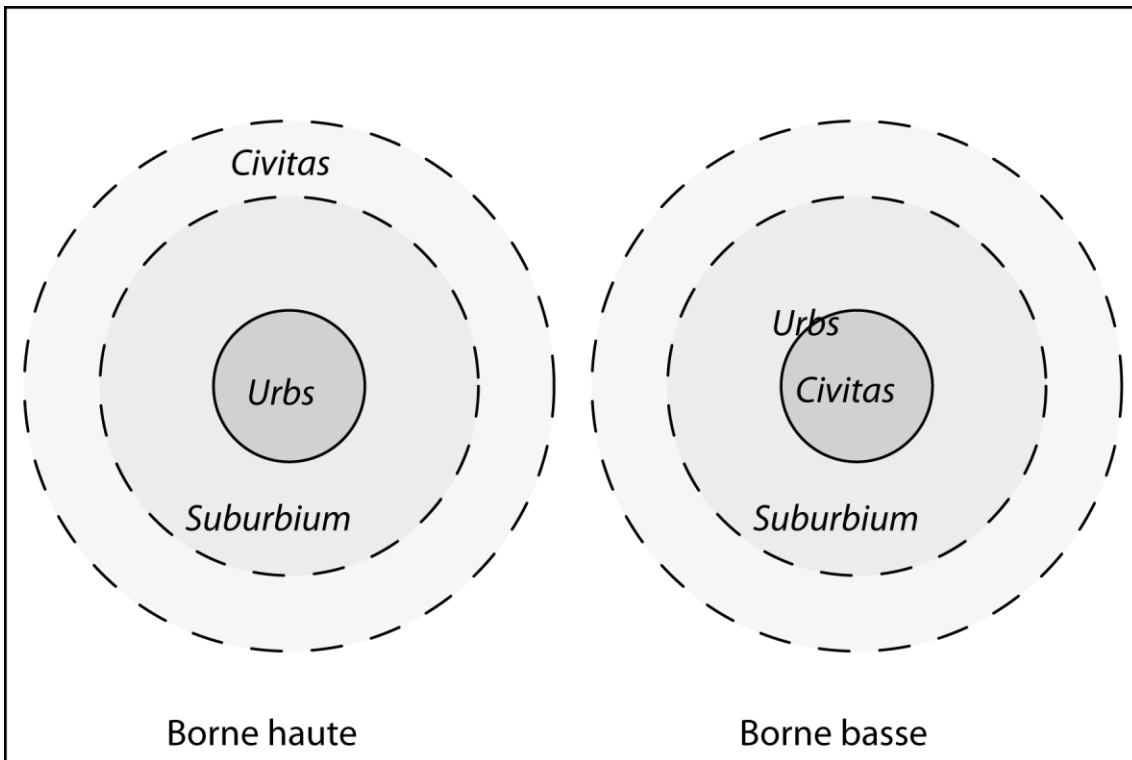 Civitas
Urbs
Suburbium
Borne haute
Urbs
Civitas
Suburbium
Borne basse